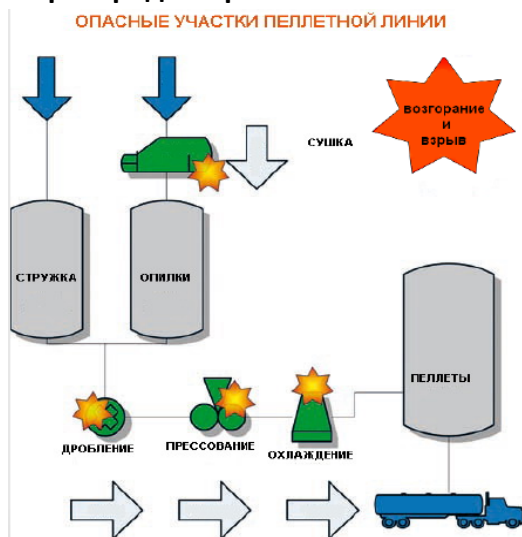 ОПАСНЫЕ УЧАСТКИ ПЕЛЛЕТНОЙ ЛИНИИ
возгорание
и
взрыв
СУШКА
СТРУЖКА
ОПИЛКИ
ПЕЛЛЕТЫ
ДРОБЛЕНИЕ
ПРЕССОВАНИЕ
ОХЛАЖДЕНИЕ